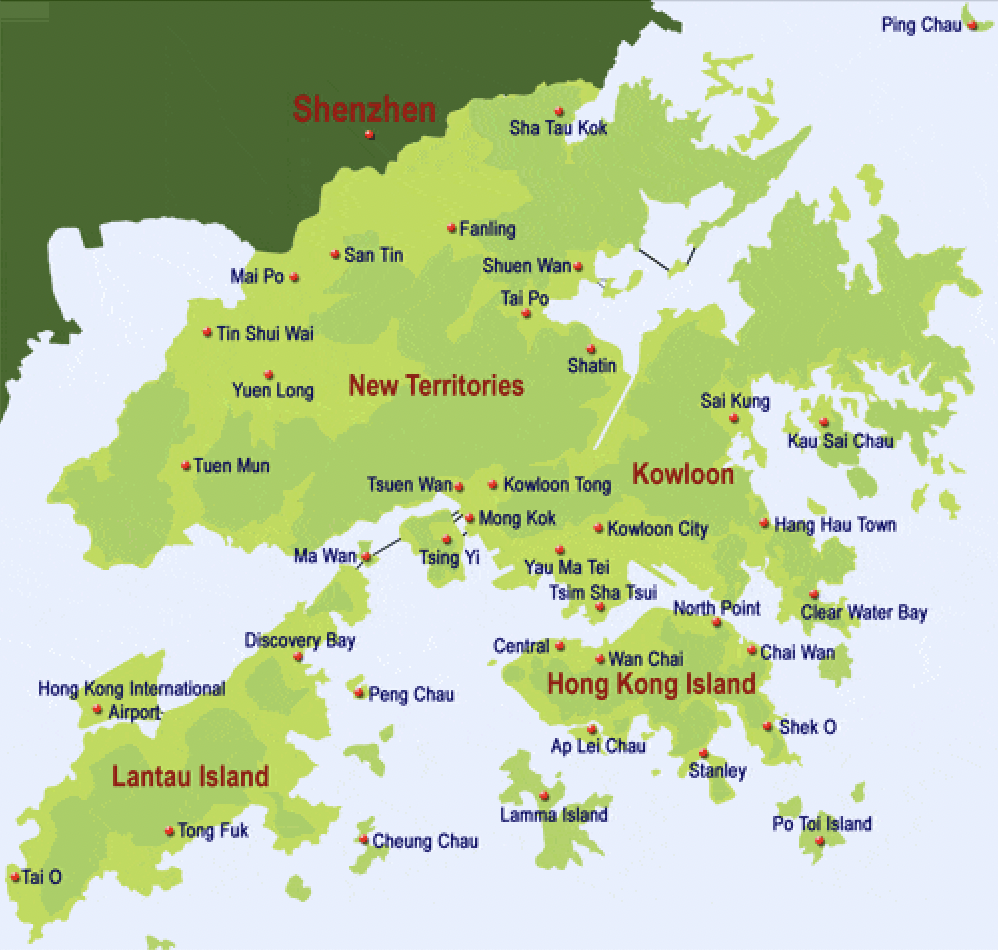 Ping Chau
Shenzhen
Sha Tau Kok
Fanling
San Tin
Shuen Wan
Mai Po
Tai Po
Tin Shui Wai
Shatin
Yuen Long
New Territories
Sai Kung
Kau Sai Chau
Tuen Mun
Kowloon
Tsuen Wan
Kowloon Tong
Mong Kok
Kowloon City
Hang Hau Town
Ma Wan
Tsing Yi
Yau Ma Tei
Tsim Sha Tsui
North Point
Clear Water Bay
Discovery Bay
Central
Wan Chai
Chai Wan
Hong Kong Island
Hong Kong International
Airport
Peng Chau
Shek O
Ap Lei Chau
Stanley
Lantau Island
Lamma Island
Po Toi Island
Tong Fuk
Cheung Chau
Tai O